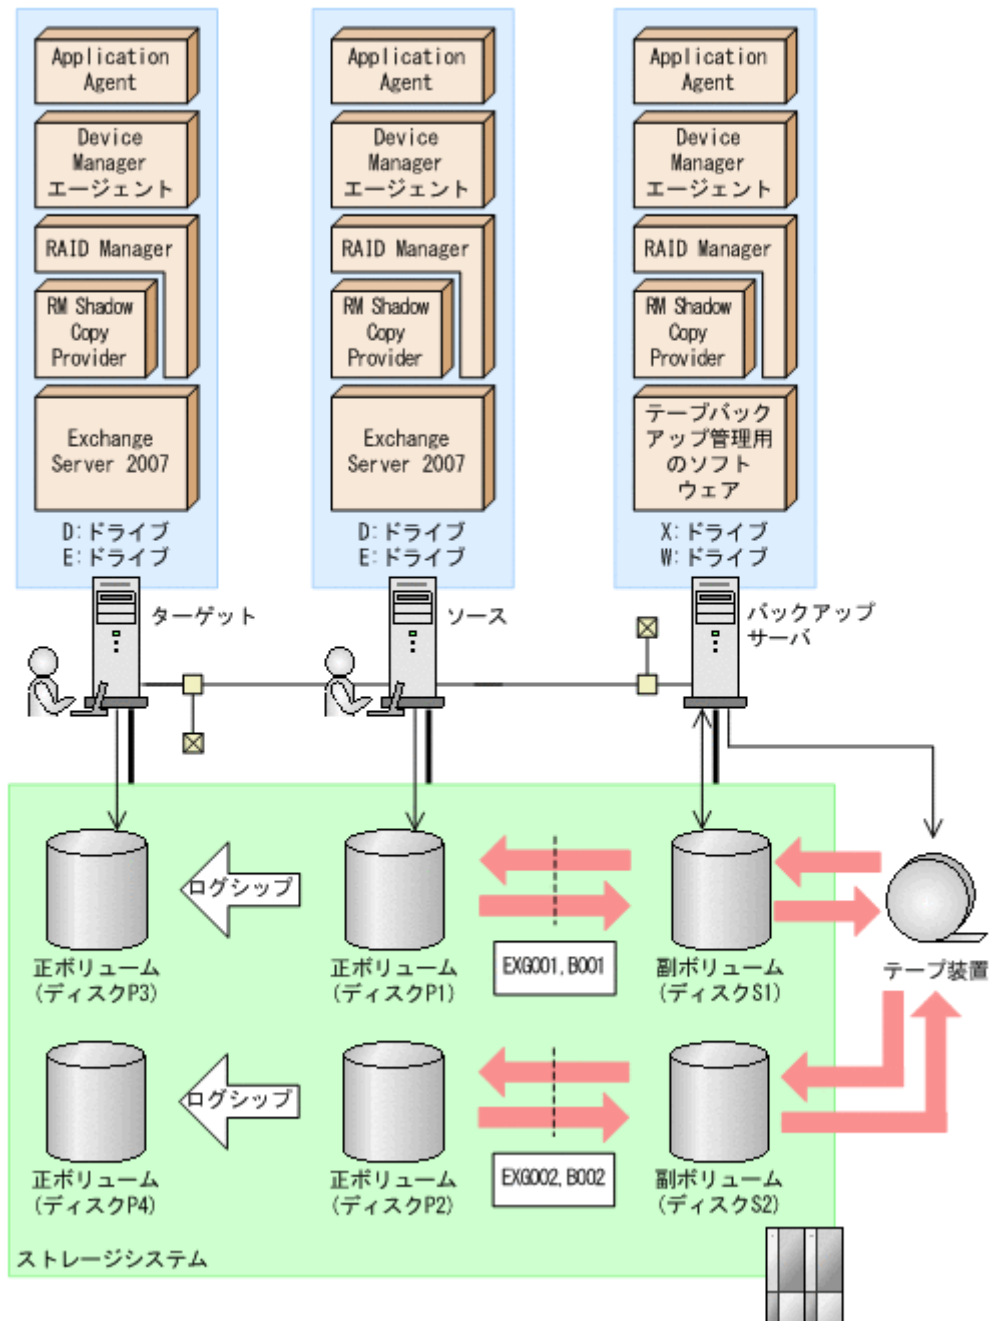 Application
Agent
Device
Manager
エージェント
RAID Manager
RM Shadow
Copy
Provider
Exchange
Server 2007
D:ドライブ
E:ドライブ
ターゲット
Application
Agent
Device
Manager
エージェント
RAID Manager
RM Shadow
Copy
Provider
Exchange
Server 2007
D:ドライブ
E:ドライブ
ソース
Application
Agent
Device
Manager
エージェント
RAID Manager
RM Shadow
Copy
Provider
テープバック
アップ管理用
のソフト
ウェア
X:ドライブ
W:ドライブ
バックアップ
サーバ
ログシップ
正ボリューム
(ディスクP3)
正ボリューム
(ディスクP1)
EXG001,B001
副ボリューム
(ディスクS1)
テープ装置
ログシップ
正ボリューム
(ディスクP4)
正ボリューム
(ディスクP2)
EXG002,B002
副ボリューム
(ディスクS2)
ストレージシステム